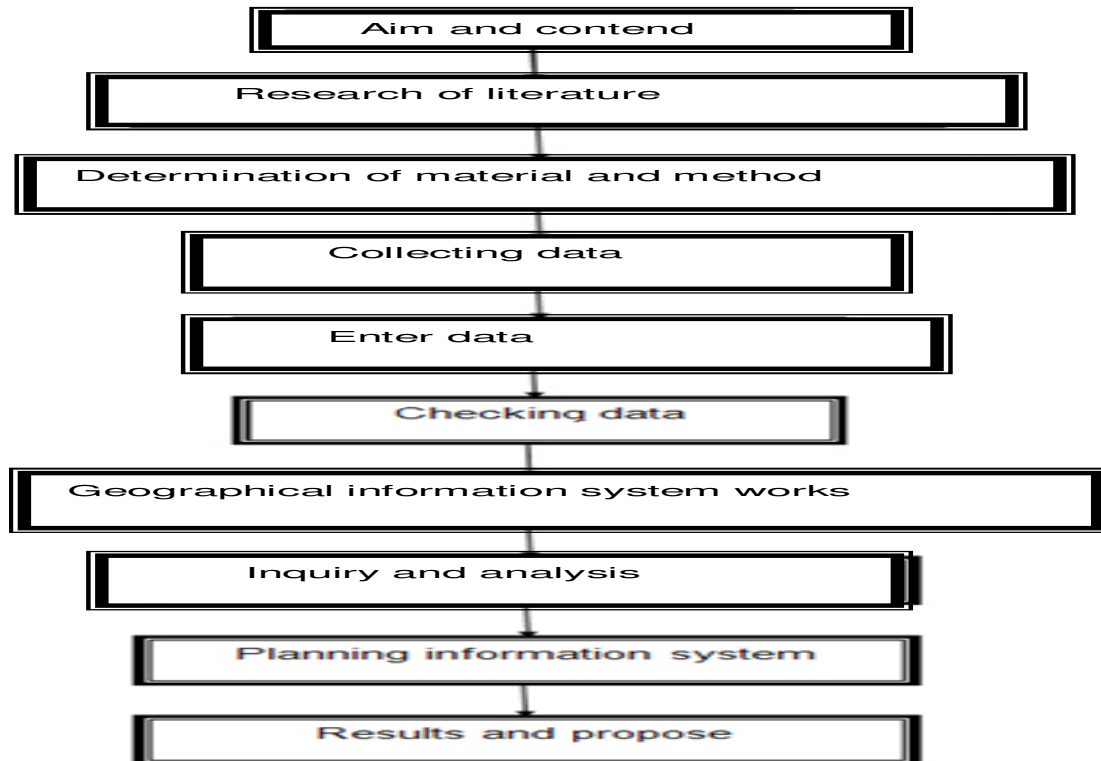 Aim and contend
Research of literature
Determination of material and method
Collecting data
Enter data
Checking data
Geographical information system works
Inquiry and analysis
Planning information system
Results and propose